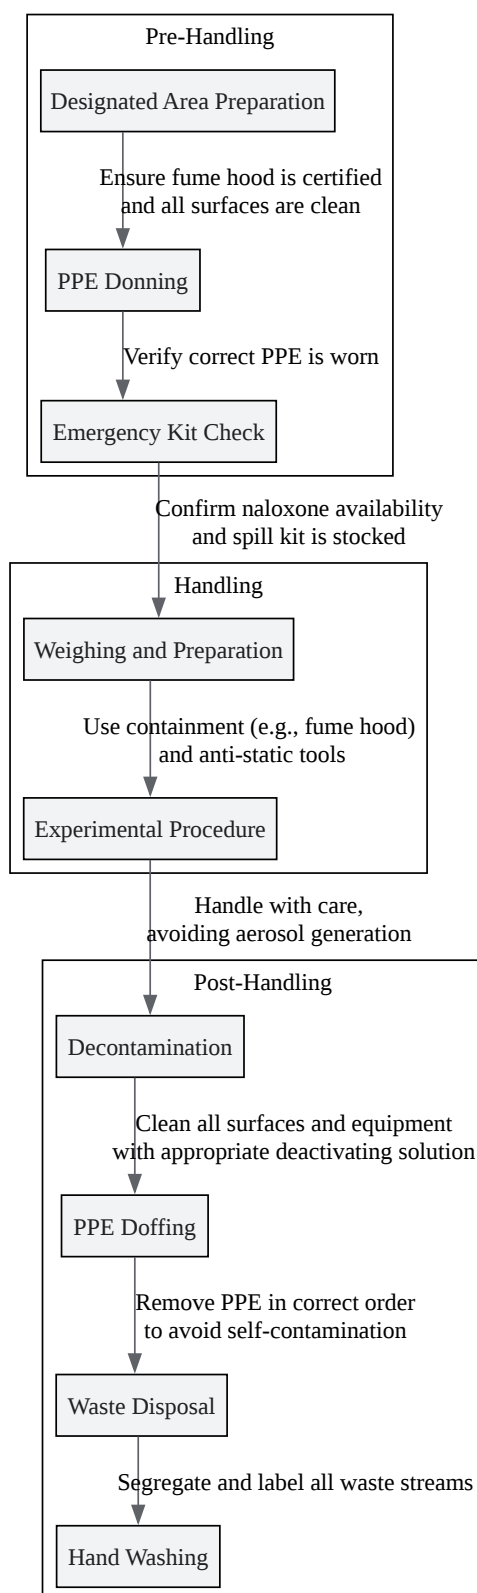 Pre-Handling
Designated Area Preparation
Ensure fume hood is certified
and all surfaces are clean
PPE Donning
Verify correct PPE is worn
Emergency Kit Check
Confirm naloxone availability
and spill kit is stocked
Handling
Weighing and Preparation
Use containment (e.g., fume hood)
and anti-static tools
Experimental Procedure
Handle with care,
avoiding aerosol generation
Post-Handling
Decontamination
Clean all surfaces and equipment
with appropriate deactivating solution
PPE Doffing
Remove PPE in correct order
to avoid self-contamination
Waste Disposal
Segregate and label all waste streams
Hand Washing